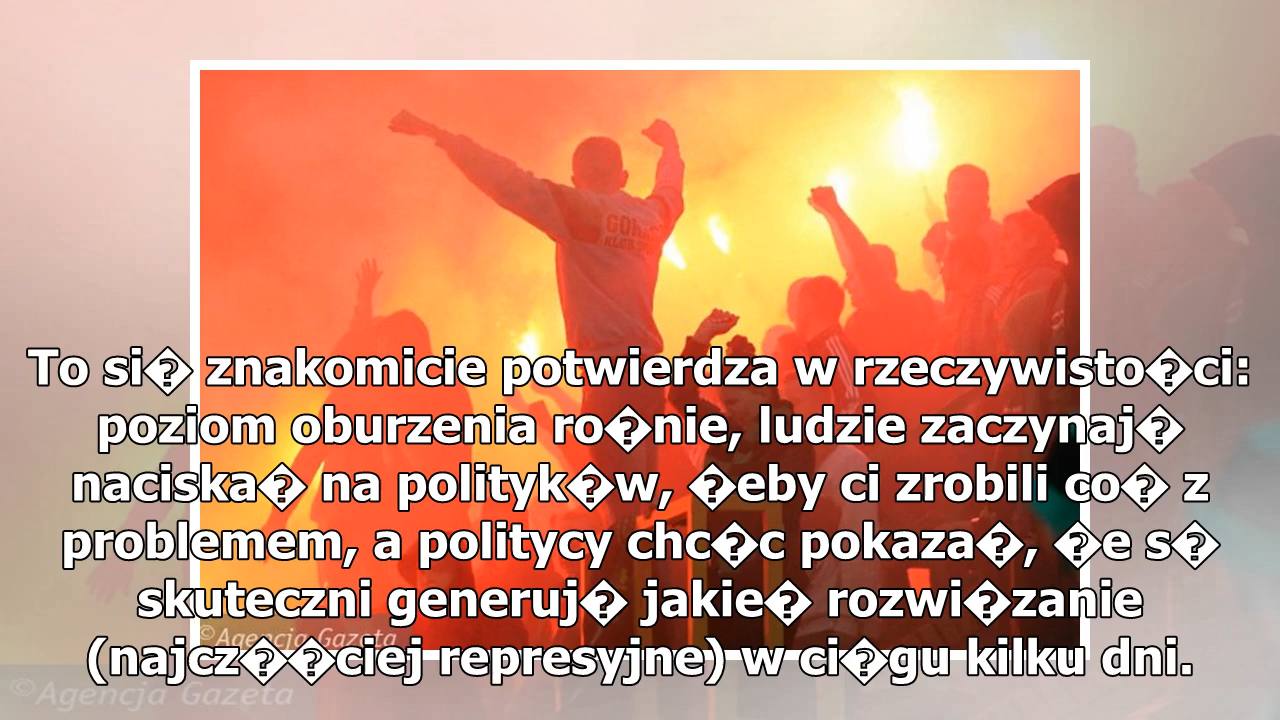 GOR
KLUB
To si� znakomicie potwierdza w rzeczywisto�ci:
poziom oburzenia ro�nie, ludzie zaczynaj�
naciska� na polityk�w, �eby ci zrobili co� z
problemem, a politycy chc�c pokaza�, �e s�
skuteczni generuj� jakie� rozwi�zanie
©Agencja Gazeta
(najcz��ciej represyjne) w ci�gu kilku dni.
©Agencja Gazeta